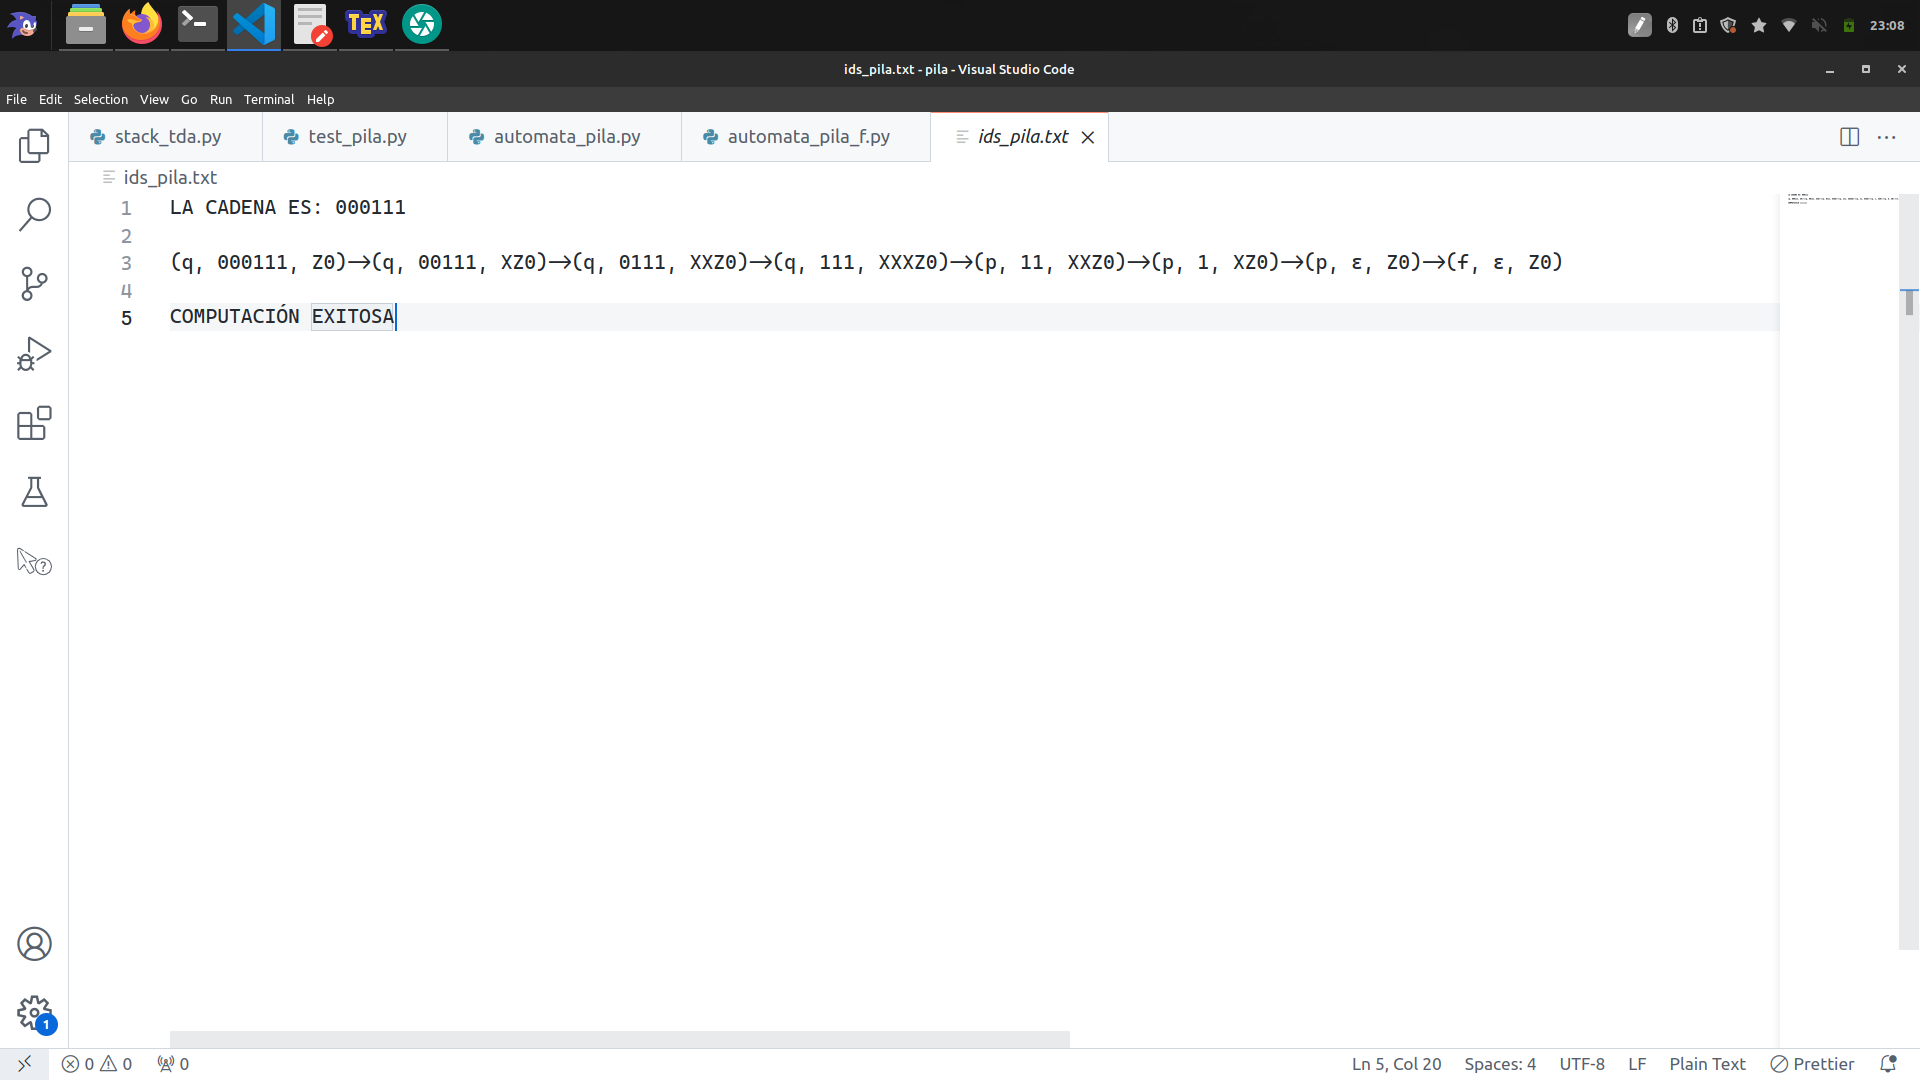 TEX
23:08
ids_pila.txt - pila - Visual Studio Code
File Edit Selection View Go Run Terminal Help
stack_tda.py test_pila.py automata_pila.py automata_pila_f.py ids_pila.txt
ids_pila.txt
1 LA CADENA ES: 000111
2
3 (q, 000111, Z0)→(q, 00111, XZ0)→(q, 0111, XXZ0)→(q, 111, XXXZ0)→(p, 11, XXZ0)→(p, 1, XZ0)→(p, ε, Z0)→(f, ε, Z0)
4
5 COMPUTACIÓN EXITOSA
1
0 0 0 Ln 5, Col 20 Spaces: 4 UTF-8 LF Plain Text Prettier